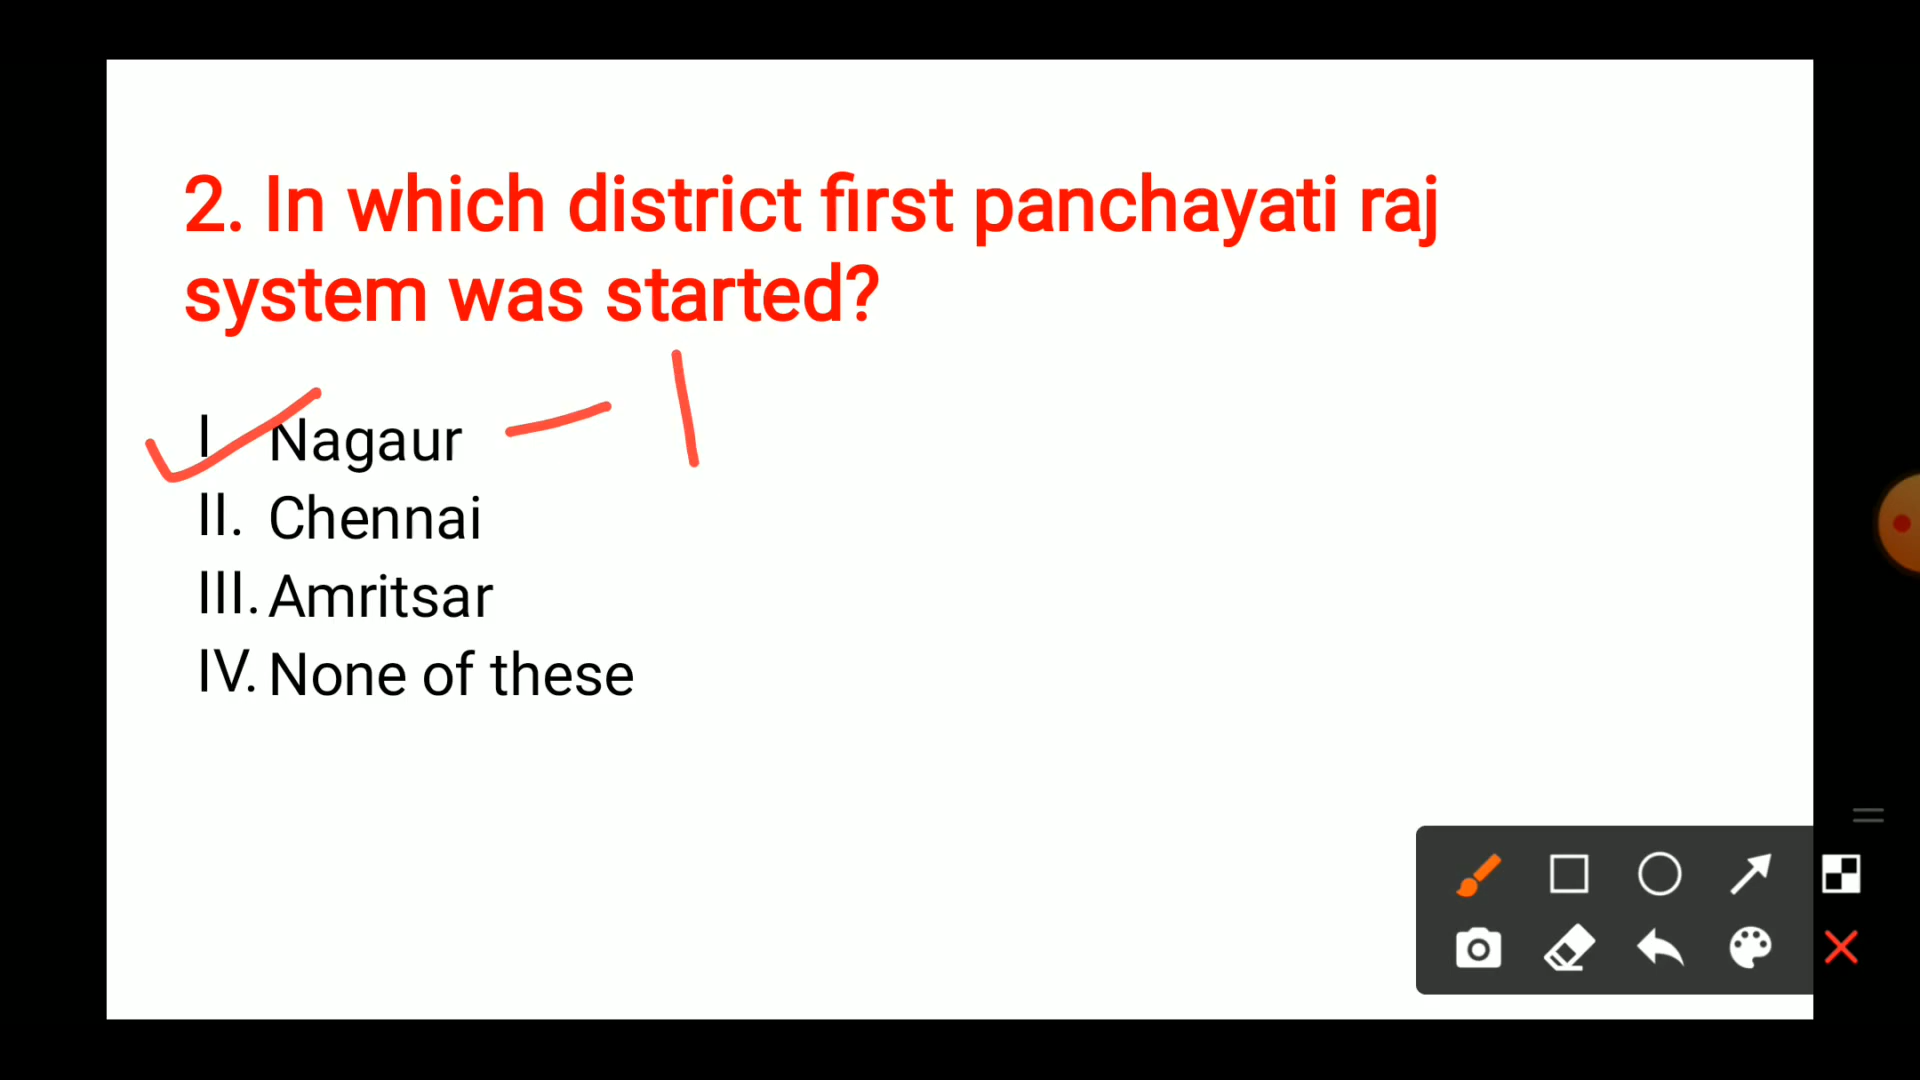 2. In which district first panchayati raj
system was started?
I Nagaur
II. Chennai
III. Amritsar
IV. None of these